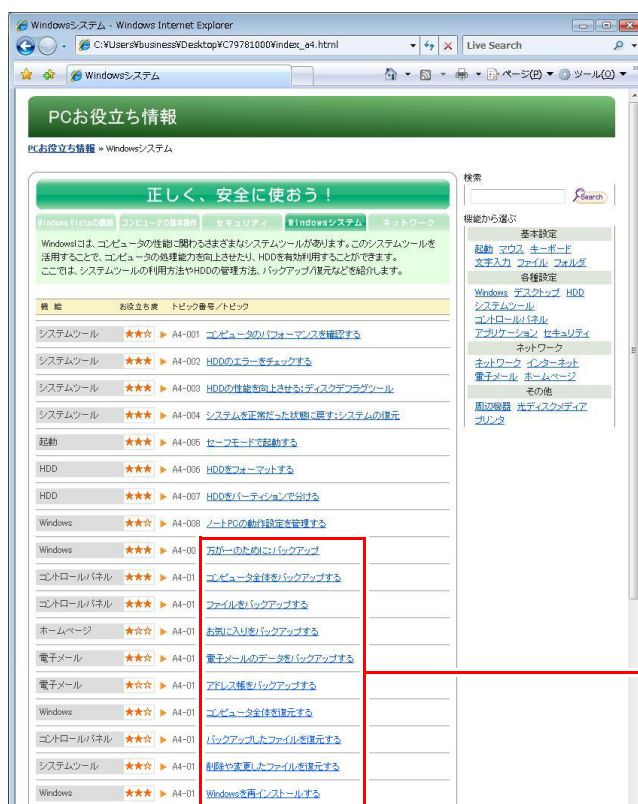 Windowsシステム - Windows Internet Explorer
C:¥Users¥business¥Desktop¥C79781000¥index_a4.html
Live Search
Windowsシステム
ページ(P) ツール(O)
PCお役立ち情報
PCお役立ち情報 » Windowsシステム
正しく、安全に使おう！
Windows Vistaの機能 コンピュータの基本操作 セキュリティ Windowsシステム ネットワーク
Windowsには、コンピュータの性能に関わるさまざまなシステムツールがあります。このシステムツールを
活用することで、コンピュータの処理能力を向上させたり、HDDを有効利用することができます。
ここでは、システムツールの利用方法やHDDの管理方法、バックアップ/復元などを紹介します。
機 能 お役立ち度 トピック番号／トピック
システムツール ★★☆ A4-001 コンピュータのパフォーマンスを確認する
システムツール ★★☆ A4-002 HDDのエラーをチェックする
システムツール ★★★ A4-003 HDDの性能を向上させる:ディスクデフラグツール
システムツール ★★★ A4-004 システムを正常だった状態に戻す:システムの復元
起動 ★★★ A4-005 セーフモードで起動する
HDD ★★★ A4-006 HDDをフォーマットする
HDD ★★★ A4-007 HDDをパーティションで分ける
Windows ★★☆ A4-008 ノートPCの動作設定を管理する
Windows ★★★ A4-00 万が一のために:バックアップ
コントロールパネル ★★★ A4-01 コンピュータ全体をバックアップする
コントロールパネル ★★★ A4-01 ファイルをバックアップする
ホームページ ★☆☆ A4-01 お気に入りをバックアップする
電子メール ★★☆ A4-01 電子メールのデータをバックアップする
電子メール ★☆☆ A4-01 アドレス帳をバックアップする
Windows ★★☆ A4-01 コンピュータ全体を復元する
コントロールパネル ★★☆ A4-01 バックアップしたファイルを復元する
システムツール ★★☆ A4-01 削除や変更したファイルを復元する
Windows ★★★ A4-01 Windowsを再インストールする
検索
Search
機能から選ぶ
基本設定
起動 マウス キーボード
文字入力 ファイル フォルダ
各種設定
Windows デスクトップ HDD
システムツール
コントロールパネル
アプリケーション セキュリティ
ネットワーク
ネットワーク インターネット
電子メール ホームページ
その他
周辺機器 光ディスクメディア
プリンタ